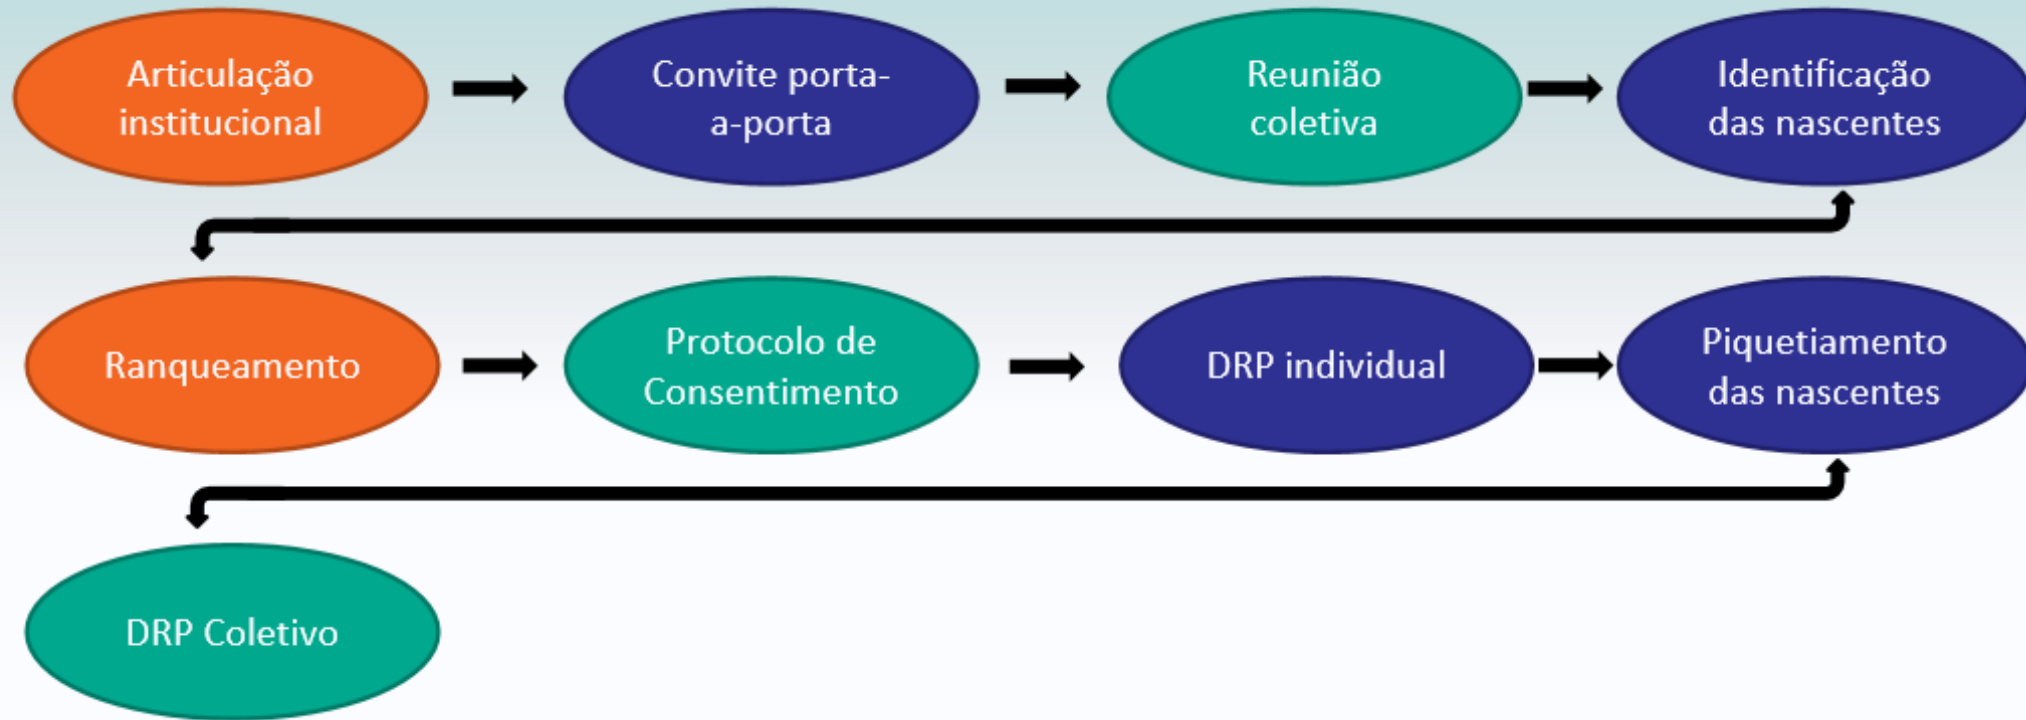 Articulação
institucional
Convite porta-
a-porta
Reunião
coletiva
Identificação
das nascentes
Ranqueamento
Protocolo de
Consentimento
DRP individual
Piquetiamento
das nascentes
DRP Coletivo